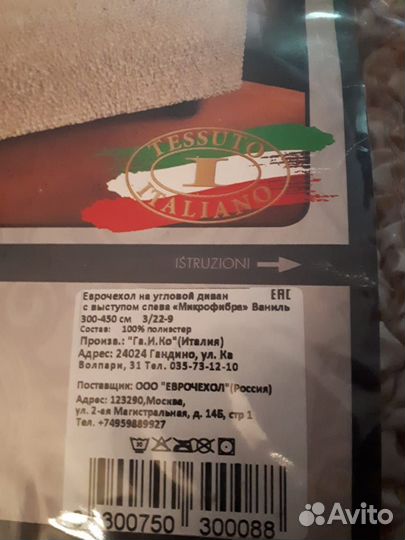 TESSUTO
I
ITALIANO
ISTRUZIONI
Еврочехол на угловой диван
с выступом слева «Микрофибра» Ваниль
300-450 см 3/22-9
Состав: 100% полиэстер
Произв.: "Га.И.Ко"(Италия)
Адрес: 24024 Гандино, ул. Ка
Волпари, 31 Тел. 035-73-12-10
Поставщик: ООО "ЕВРОЧЕХОЛ"(Россия)
Адрес: 123290,Москва,
ул. 2-ая Магистральная, д. 14Б, стр 1
Тел. +74959889927
300750 300088
Avito